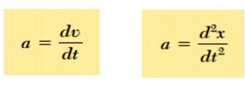 a = dv/dt
a = d²x/dt²